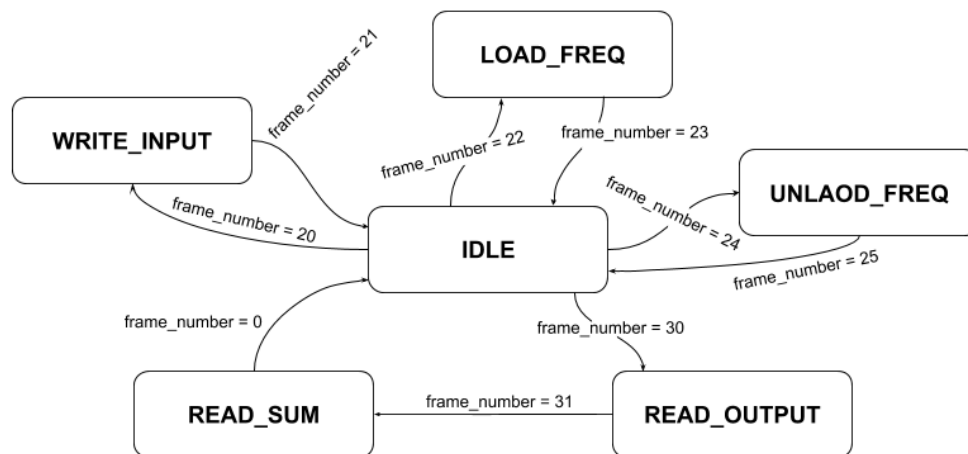 frame_number = 21
LOAD_FREQ
WRITE_INPUT
frame_number = 22
frame_number = 23
UNLAOD_FREQ
frame_number = 20
frame_number = 24
IDLE
frame_number = 25
frame_number = 0
frame_number = 30
READ_SUM
frame_number = 31
READ_OUTPUT